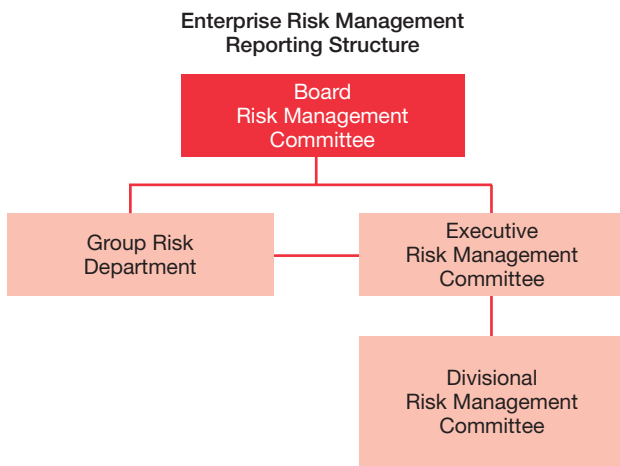 Enterprise Risk Management
Reporting Structure
Board
Risk Management
Committee
Group Risk
Department
Executive
Risk Management
Committee
Divisional
Risk Management
Committee